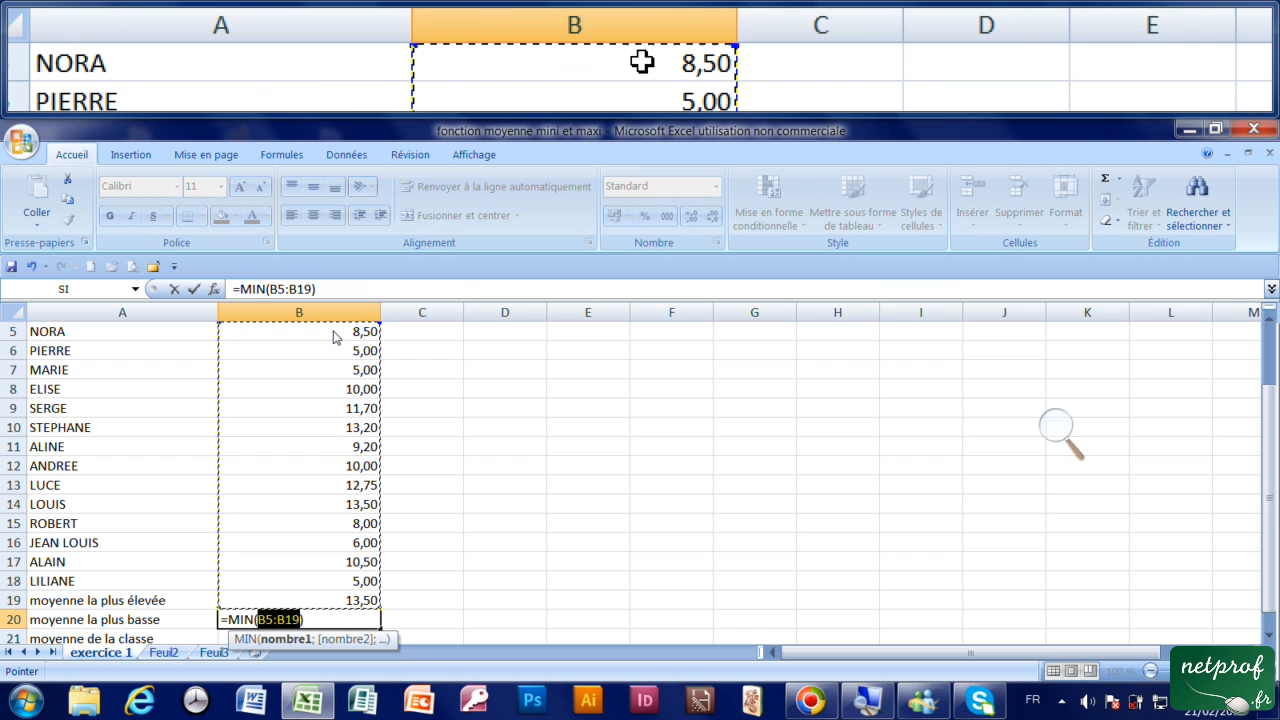 A B C D E
NORA 8,50
PIERRE 5,00
fonction moyenne mini et maxi - Microsoft Excel utilisation non commerciale
Accueil Insertion Mise en page Formules Données Révision Affichage
Coller
Presse-papiers
Calibri 11
G I S
Police
Renvoyer à la ligne automatiquement
Fusionner et centrer
Alignement
Standard
% 000
Nombre
Mise en forme conditionnelle
Mettre sous forme de tableau
Styles de cellules
Style
Insérer Supprimer Format
Cellules
Σ
Trier et filtrer
Rechercher et sélectionner
Édition
SI =MIN(B5:B19)
A B C D E F G H I J K L M
5 NORA 8,50
6 PIERRE 5,00
7 MARIE 5,00
8 ELISE 10,00
9 SERGE 11,70
10 STEPHANE 13,20
11 ALINE 9,20
12 ANDREE 10,00
13 LUCE 12,75
14 LOUIS 13,50
15 ROBERT 8,00
16 JEAN LOUIS 6,00
17 ALAIN 10,50
18 LILIANE 5,00
19 moyenne la plus élevée 13,50
20 moyenne la plus basse =MIN(B5:B19)
21 moyenne de la classe
MIN(nombre1; [nombre2]; ...)
exercice 1 Feuil2 Feuil3
Pointer
100 %
netprof
.fr
Ps Ai Id
FR